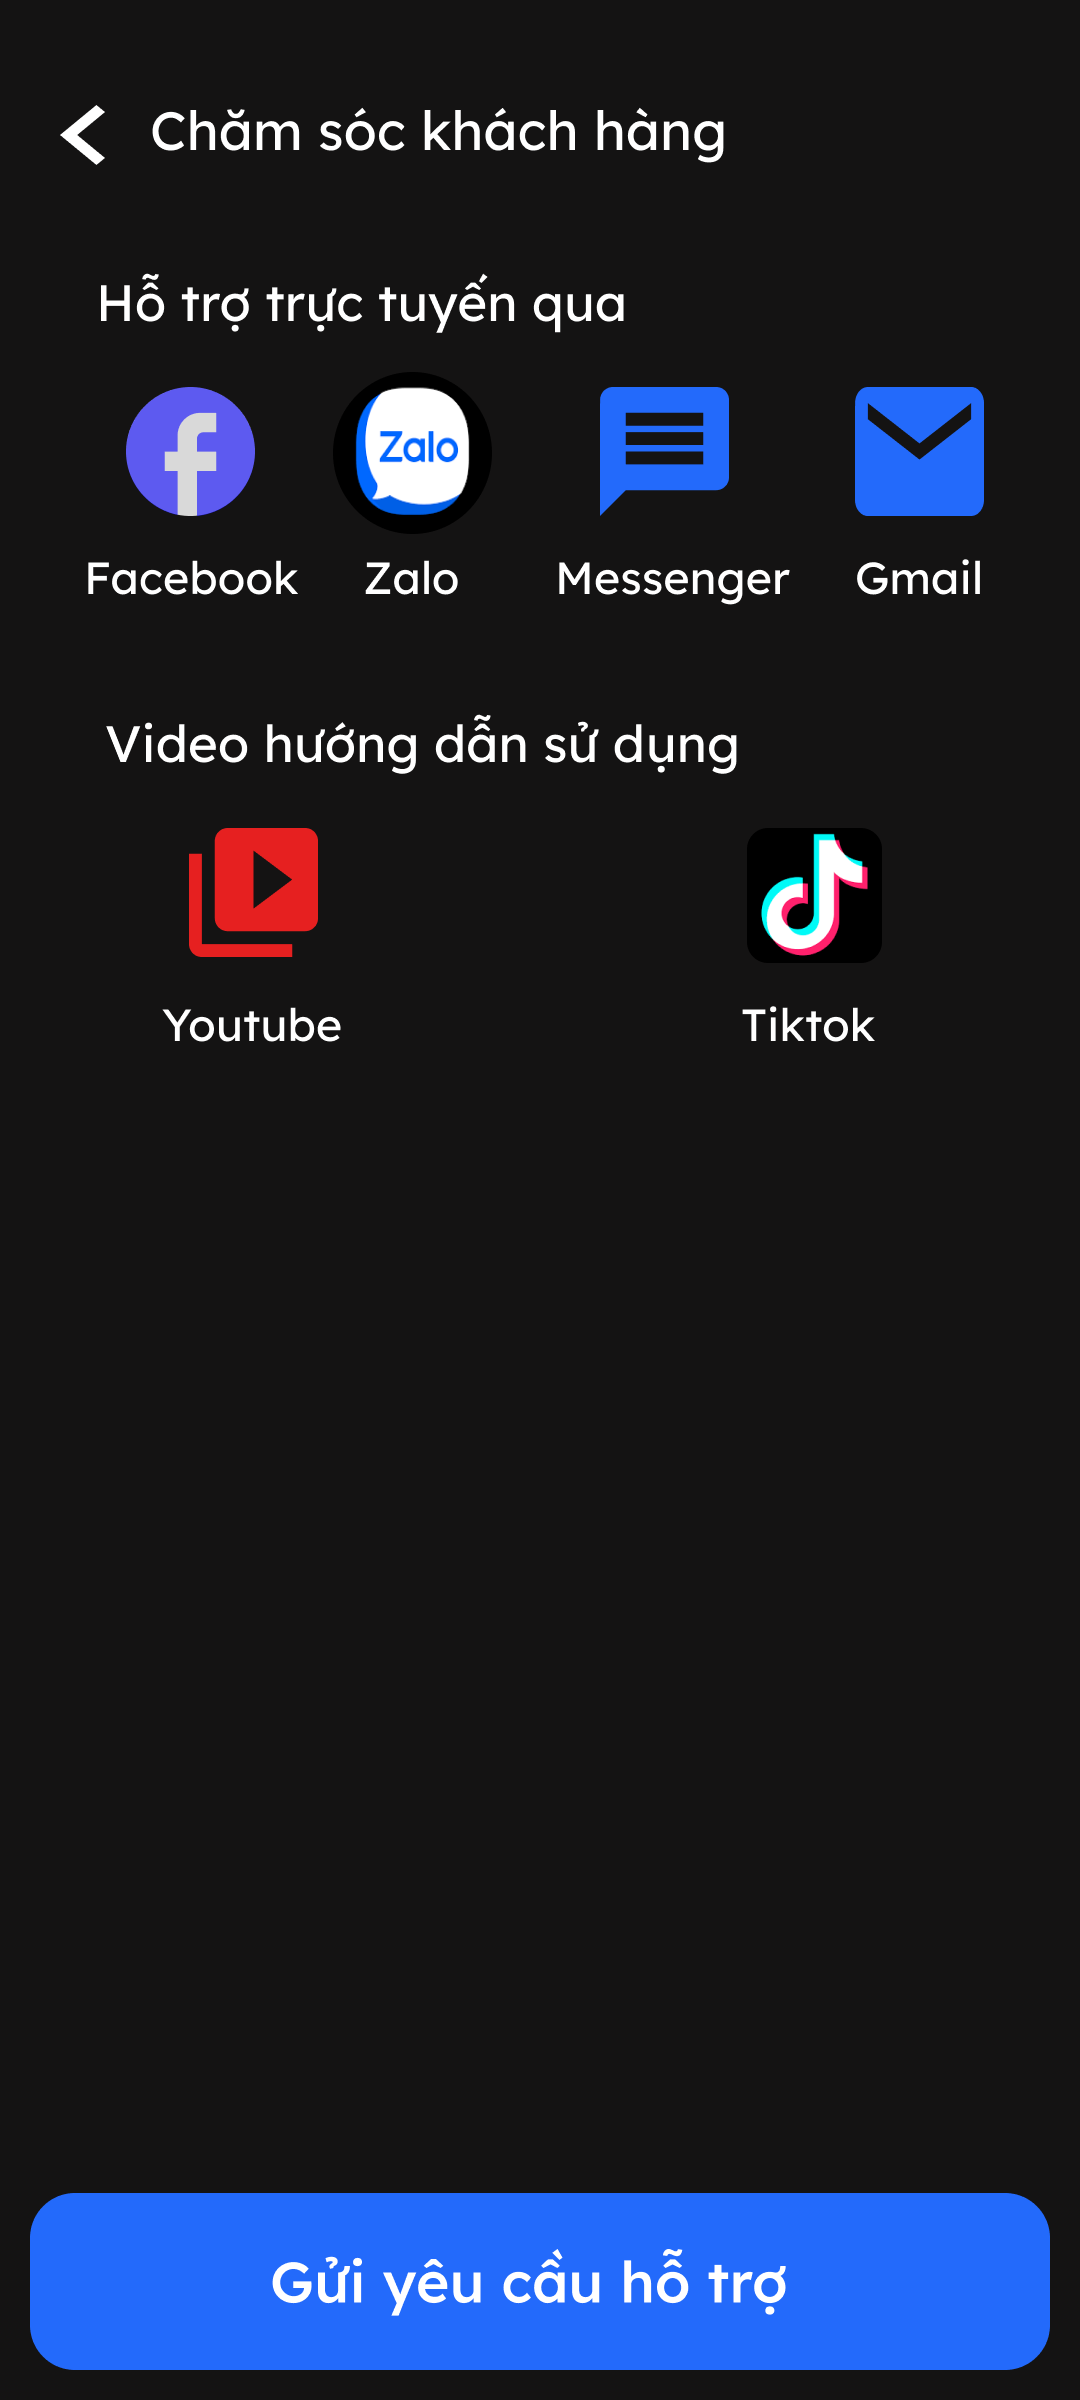 Chăm sóc khách hàng
Hỗ trợ trực tuyến qua
Zalo
Facebook Zalo Messenger Gmail
Video hướng dẫn sử dụng
Youtube Tiktok
Gửi yêu cầu hỗ trợ